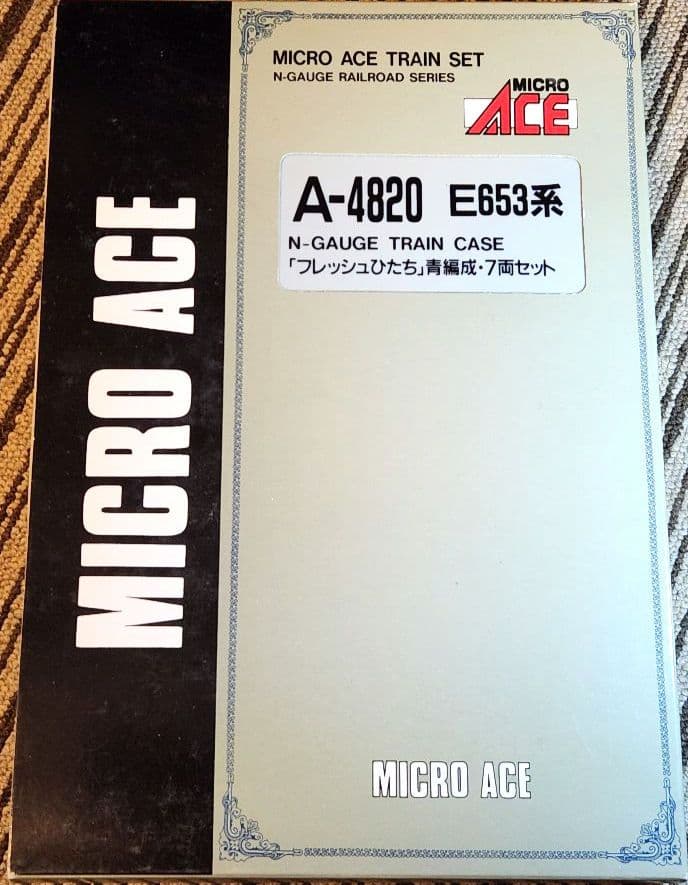 MICRO ACE
MICRO ACE TRAIN SET
N-GAUGE RAILROAD SERIES
MICRO
ACE
A-4820 E653系
N-GAUGE TRAIN CASE
「フレッシュひたち」青編成・7両セット
MICRO ACE